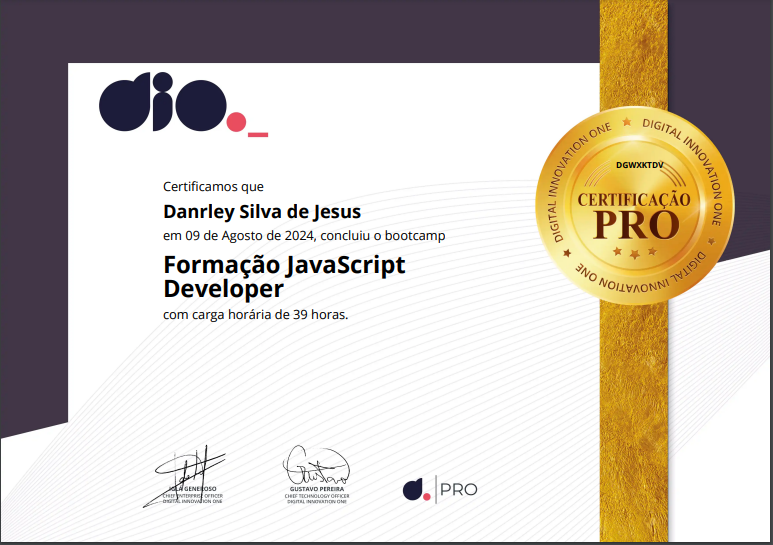 dio.
Certificamos que
Danrley Silva de Jesus
em 09 de Agosto de 2024, concluiu o bootcamp
Formação JavaScript
Developer
com carga horária de 39 horas.
DIGITAL INNOVATION ONE
DIGITAL INNOVATION ONE
DIGITAL INNOVATION ONE
DGWXKTDV
CERTIFICAÇÃO
PRO
GENEROSO
CHIEF ENTERPRISE OFFICER
DIGITAL INNOVATION ONE
GUSTAVO PEREIRA
CHIEF TECHNOLOGY OFFICER
DIGITAL INNOVATION ONE
d. PRO